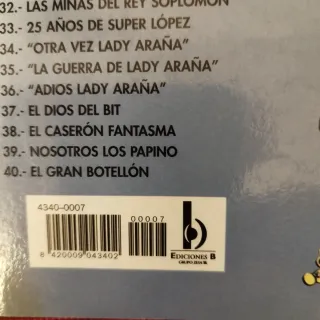 32.- LAS MINAS DEL REY SOPLOMON
33.- 25 AÑOS DE SUPER LÓPEZ
34.- “OTRA VEZ LADY ARAÑA”
35.- “LA GUERRA DE LADY ARAÑA”
36.- “ADIOS LADY ARAÑA”
37.- EL DIOS DEL BIT
38.- EL CASERÓN FANTASMA
39.- NOSOTROS LOS PAPINO
40.- EL GRAN BOTELLÓN
4340-0007
00007
8 420009 043402
b
EDICIONES B
GRUPO ZETA